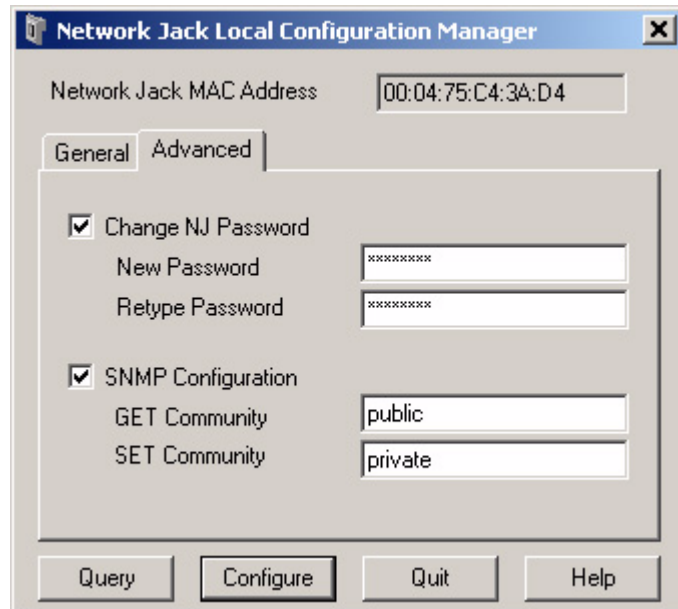 Network Jack Local Configuration Manager
Network Jack MAC Address 00:04:75:C4:3A:D4
General Advanced
Change NJ Password
New Password ********
Retype Password ********
SNMP Configuration
GET Community public
SET Community private
Query Configure Quit Help